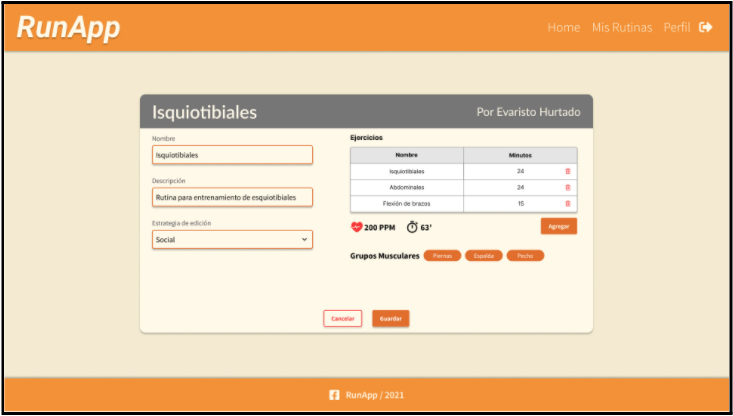 RunApp
Home Mis Rutinas Perfil
Isquiotibiales
Por Evaristo Hurtado
Nombre
Isquiotibiales
Descripción
Rutina para entrenamiento de esquiotibiales
Estrategia de edición
Social
Ejercicios
Nombre Minutos
Isquiotibiales 24
Abdominales 24
Flexión de brazos 15
200 PPM 63'
Agregar
Grupos Musculares Piernas Espalda Pecho
Cancelar Guardar
RunApp / 2021